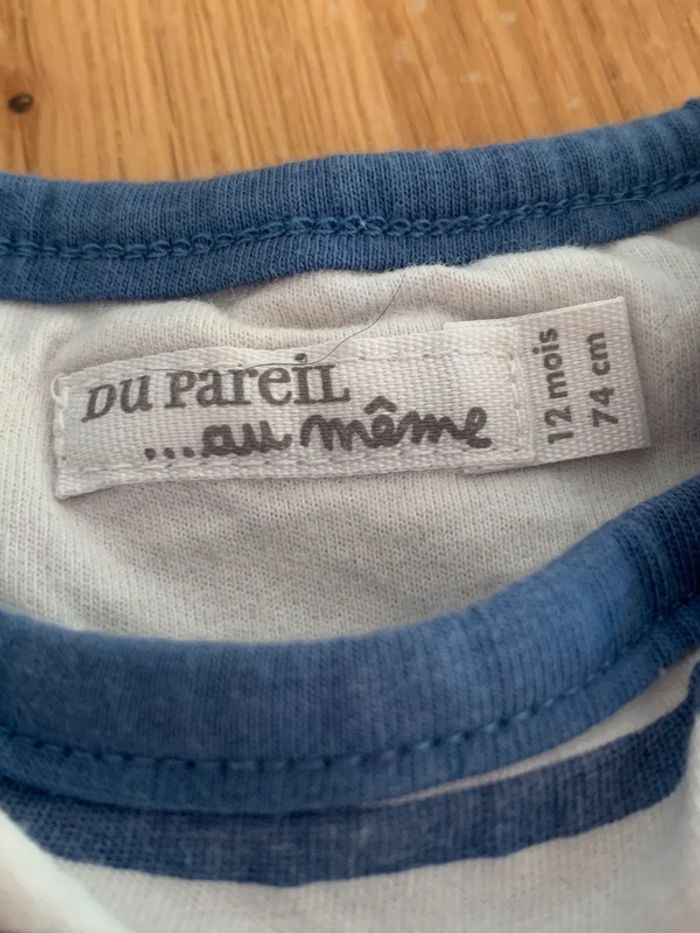 DU PAREIL
...au même
12 mois
74 cm